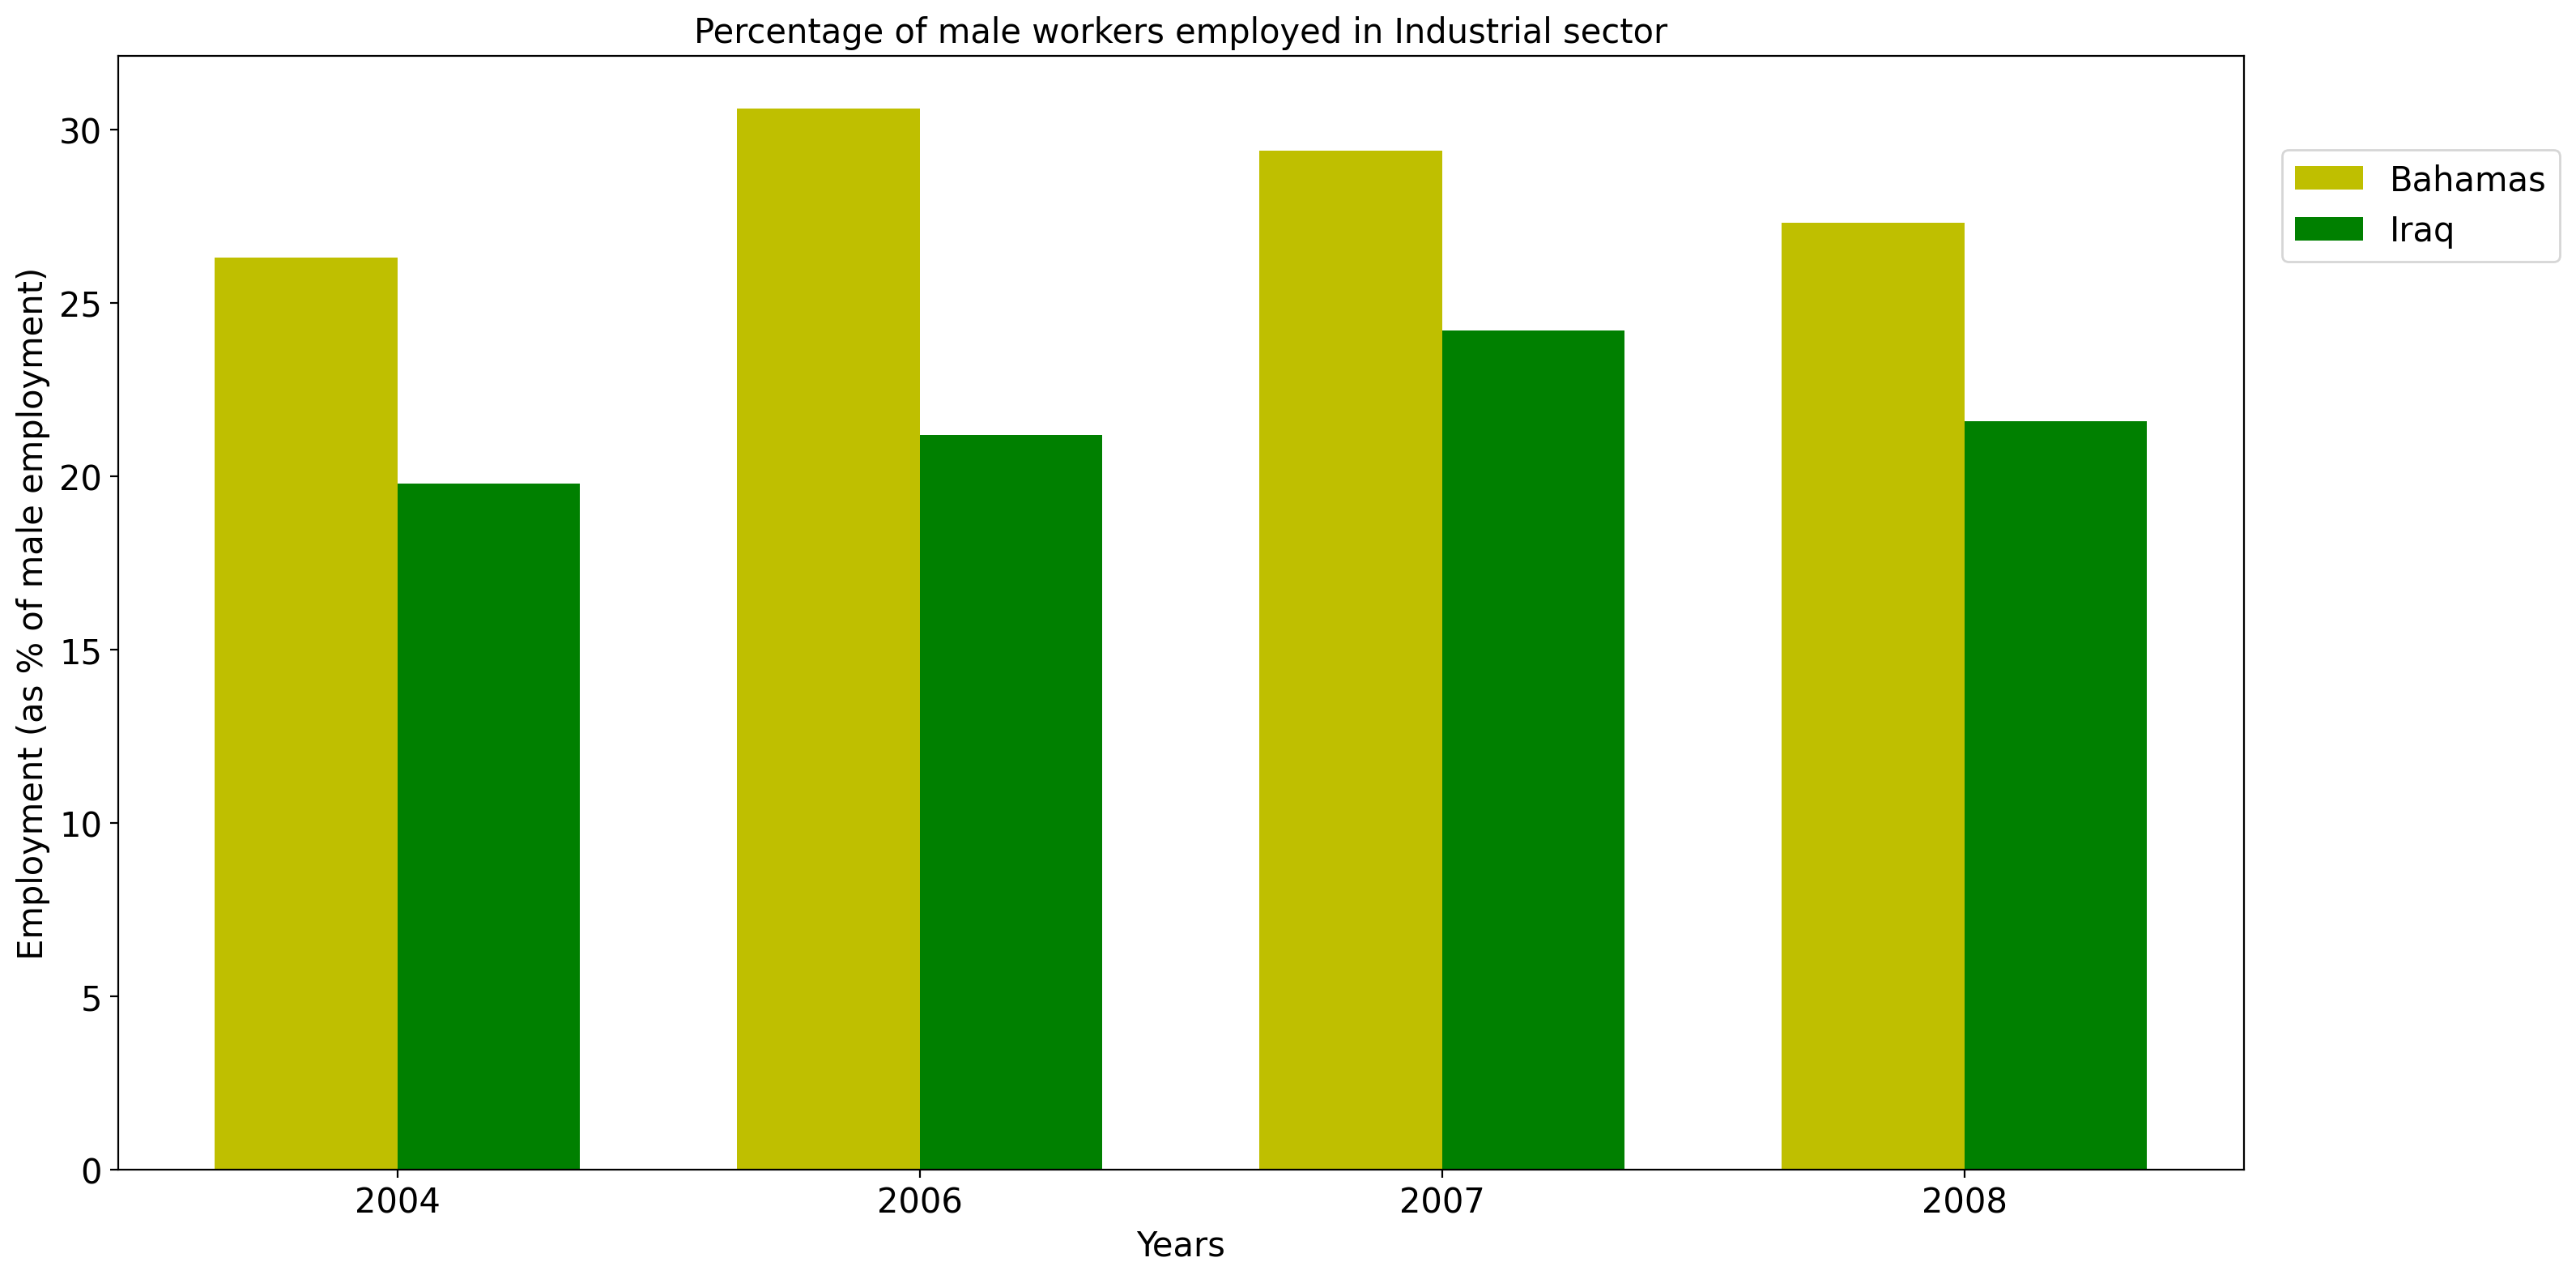 Percentage of male workers employed in Industrial sector
Employment (as % of male employment)
30
25
20
15
10
5
0
2004
2006
2007
2008
Years
Bahamas
Iraq